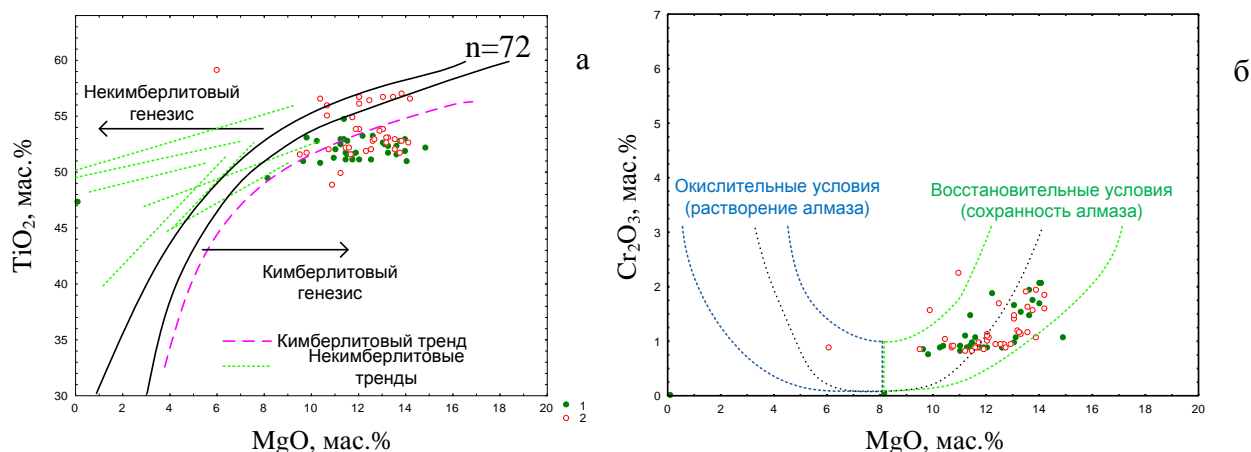 n=72
а
TiO₂, мас.%
60
55
50
45
40
35
30
Некимберлитовый
генезис
Кимберлитовый
генезис
Кимберлитовый тренд
Некимберлитовые
тренды
0 2 4 6 8 10 12 14 16 18 20
MgO, мас.%
1
2
б
Cr₂O₃, мас.%
7
6
5
4
3
2
1
0
Окислительные условия
(растворение алмаза)
Восстановительные условия
(сохранность алмаза)
0 2 4 6 8 10 12 14 16 18 20
MgO, мас.%